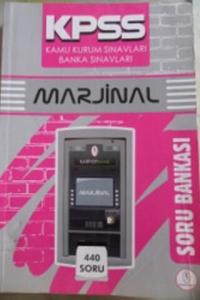 KPSS
KAMU KURUM SINAVLARI
BANKA SINAVLARI
MARJİNAL
MARJİNAL
440
SORU
SORU BANKASI